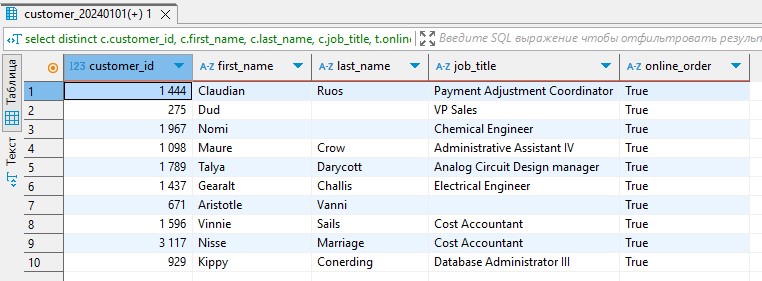 customer_20240101(+) 1
select distinct c.customer_id, c.first_name, c.last_name, c.job_title, t.online Введите SQL выражение чтобы отфильтровать
Таблица
Текст
123 customer_id A-Z first_name A-Z last_name A-Z job_title A-Z online_order
1 1 444 Claudian Ruos Payment Adjustment Coordinator True
2 275 Dud VP Sales True
3 1 967 Nomi Chemical Engineer True
4 1 098 Maure Crow Administrative Assistant IV True
5 1 789 Talya Darycott Analog Circuit Design manager True
6 1 437 Gearalt Challis Electrical Engineer True
7 671 Aristotle Vanni True
8 1 596 Vinnie Sails Cost Accountant True
9 3 117 Nisse Marriage Cost Accountant True
10 929 Kippy Conerding Database Administrator III True